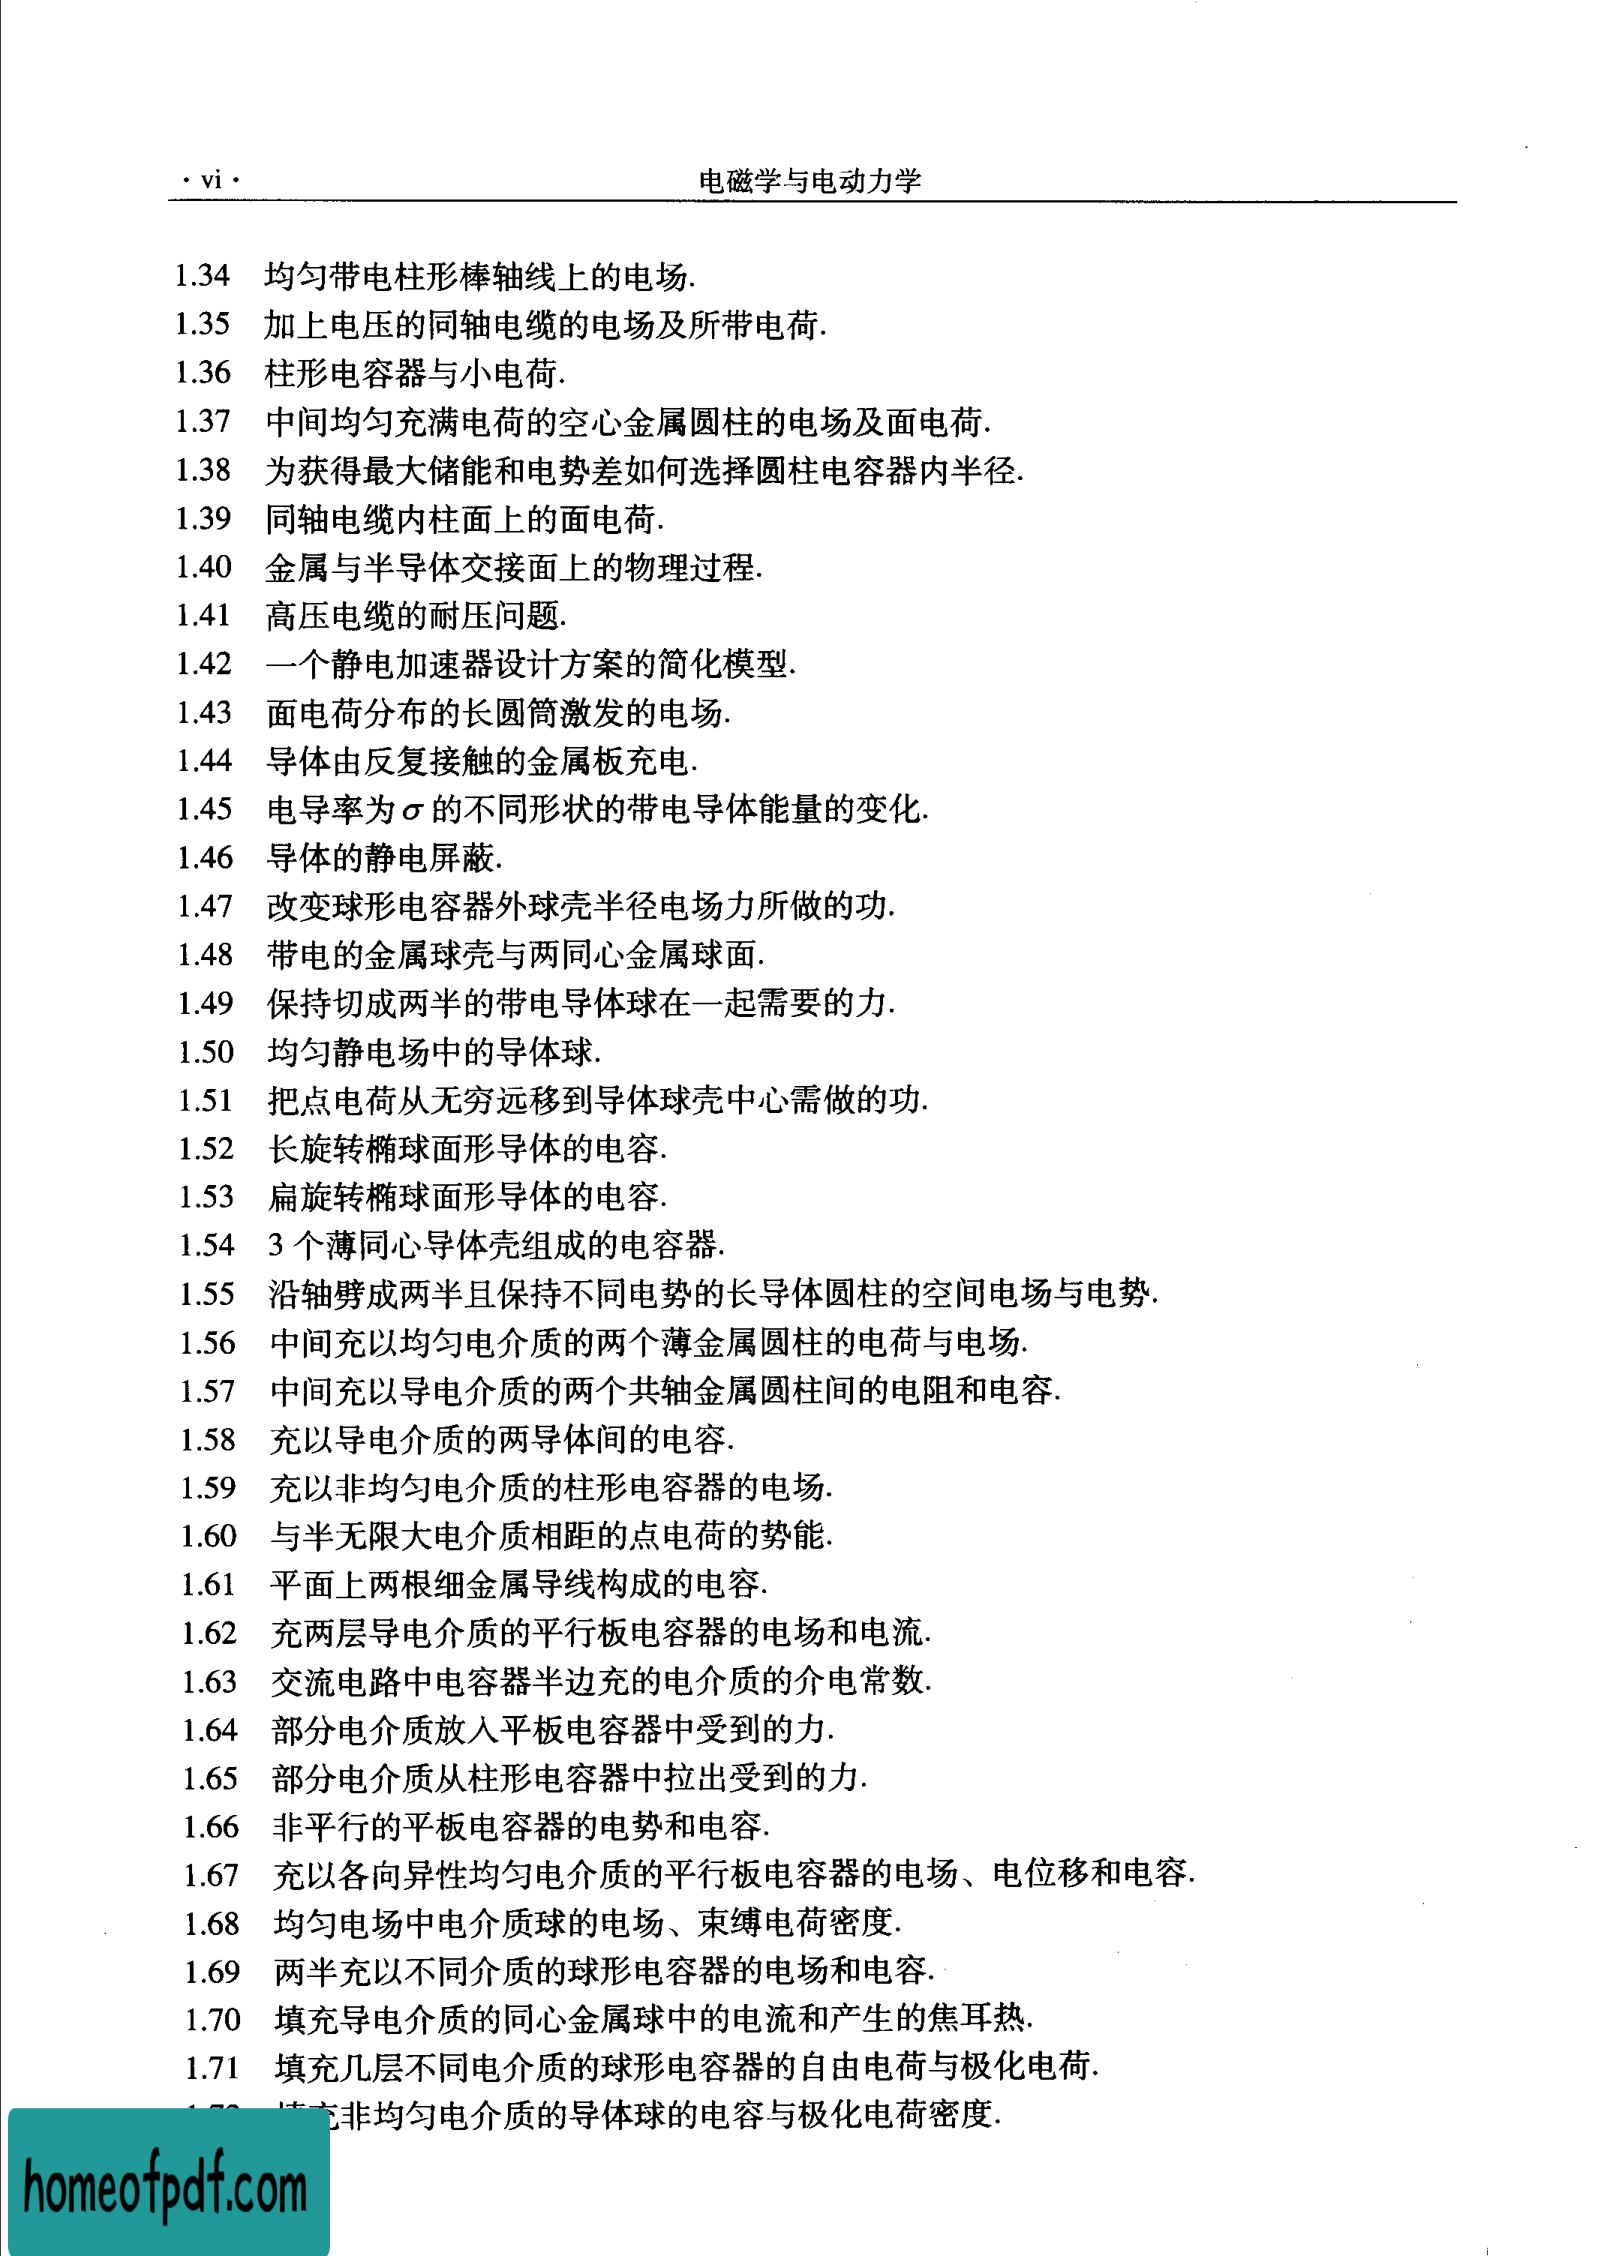 · vi ·
电磁学与电动力学
1.34 均匀带电柱形棒轴线上的电场.
1.35 加上电压的同轴电缆的电场及所带电荷.
1.36 柱形电容器与小电荷.
1.37 中间均匀充满电荷的空心金属圆柱的电场及面电荷.
1.38 为获得最大储能和电势差如何选择圆柱电容器内半径.
1.39 同轴电缆内柱面上的面电荷.
1.40 金属与半导体交接面上的物理过程.
1.41 高压电缆的耐压问题.
1.42 一个静电加速器设计方案的简化模型.
1.43 面电荷分布的长圆筒激发的电场.
1.44 导体由反复接触的金属板充电.
1.45 电导率为σ的不同形状的带电导体能量的变化.
1.46 导体的静电屏蔽.
1.47 改变球形电容器外球壳半径电场力所做的功.
1.48 带电的金属球壳与两同心金属球面.
1.49 保持切成两半的带电导体球在一起需要的力.
1.50 均匀静电场中的导体球.
1.51 把点电荷从无穷远移到导体球壳中心需做的功.
1.52 长旋转椭球面形导体的电容.
1.53 扁旋转椭球面形导体的电容.
1.54 3个薄同心导体壳组成的电容器.
1.55 沿轴劈成两半且保持不同电势的长导体圆柱的空间电场与电势.
1.56 中间充以均匀电介质的两个薄金属圆柱的电荷与电场.
1.57 中间充以导电介质的两个共轴金属圆柱间的电阻和电容.
1.58 充以导电介质的两导体间的电容.
1.59 充以非均匀电介质的柱形电容器的电场.
1.60 与半无限大电介质相距的点电荷的势能.
1.61 平面上两根细金属导线构成的电容.
1.62 充两层导电介质的平行板电容器的电场和电流.
1.63 交流电路中电容器半边充的电介质的介电常数.
1.64 部分电介质放入平板电容器中受到的力.
1.65 部分电介质从柱形电容器中拉出受到的力.
1.66 非平行的平板电容器的电势和电容.
1.67 充以各向异性均匀电介质的平行板电容器的电场、电位移和电容.
1.68 均匀电场中电介质球的电场、束缚电荷密度.
1.69 两半充以不同介质的球形电容器的电场和电容.
1.70 填充导电介质的同心金属球中的电流和产生的焦耳热.
1.71 填充几层不同电介质的球形电容器的自由电荷与极化电荷.
非均匀电介质的导体球的电容与极化电荷密度.
homeofpdf.com